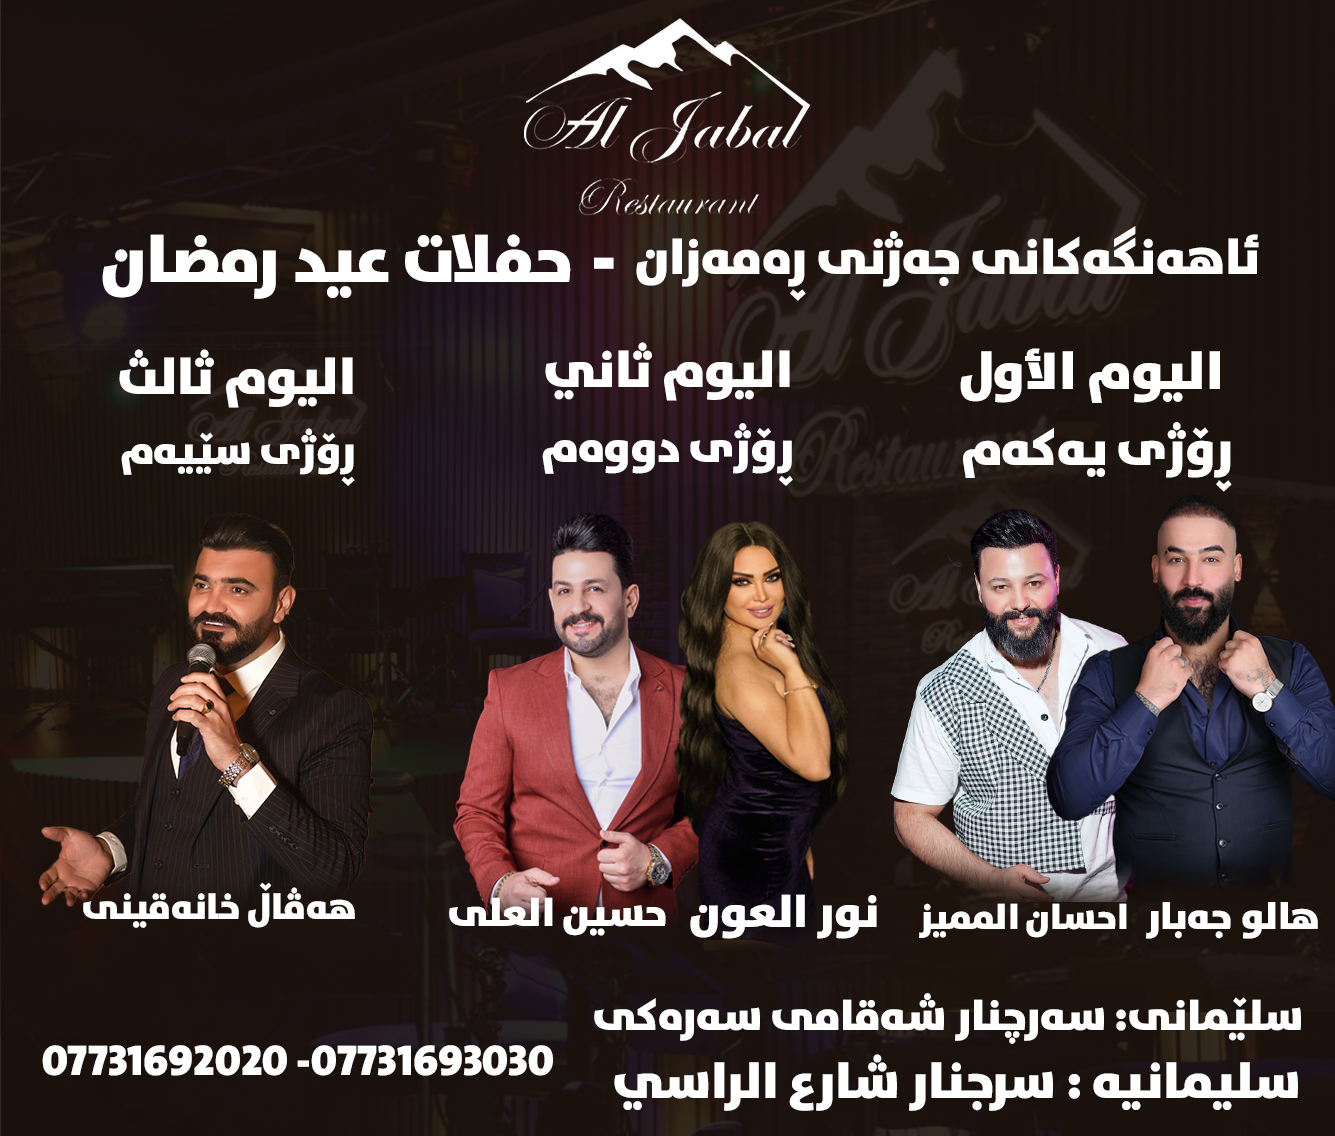 Al Jabal
Restaurant
ئاهەنگەکانی جەژنی ڕەمەزان - حفلات عيد رمضان
اليوم الأول
ڕۆژی یەکەم
اليوم ثاني
ڕۆژی دووەم
اليوم ثالث
ڕۆژی سێیەم
هالو جەبار
احسان المميز
نور العون
حسين العلى
هەڤاڵ خانەقینی
سلێمانی: سەرچنار شەقامی سەرەکی
سليمانيه : سرجنار شارع الراسي
07731692020 -07731693030